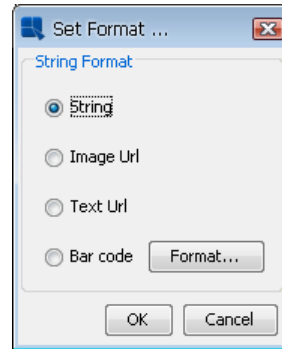 Set Format ...
String Format
String
Image Url
Text Url
Bar code Format...
OK Cancel